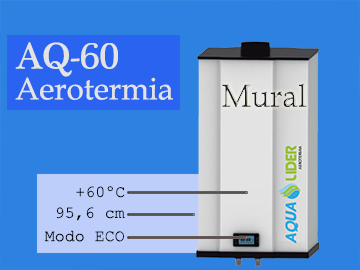 AQ-60
Aerotermia
Mural
AQUA LIDER
AEROTERMIA
+60°C
95,6 cm
Modo ECO